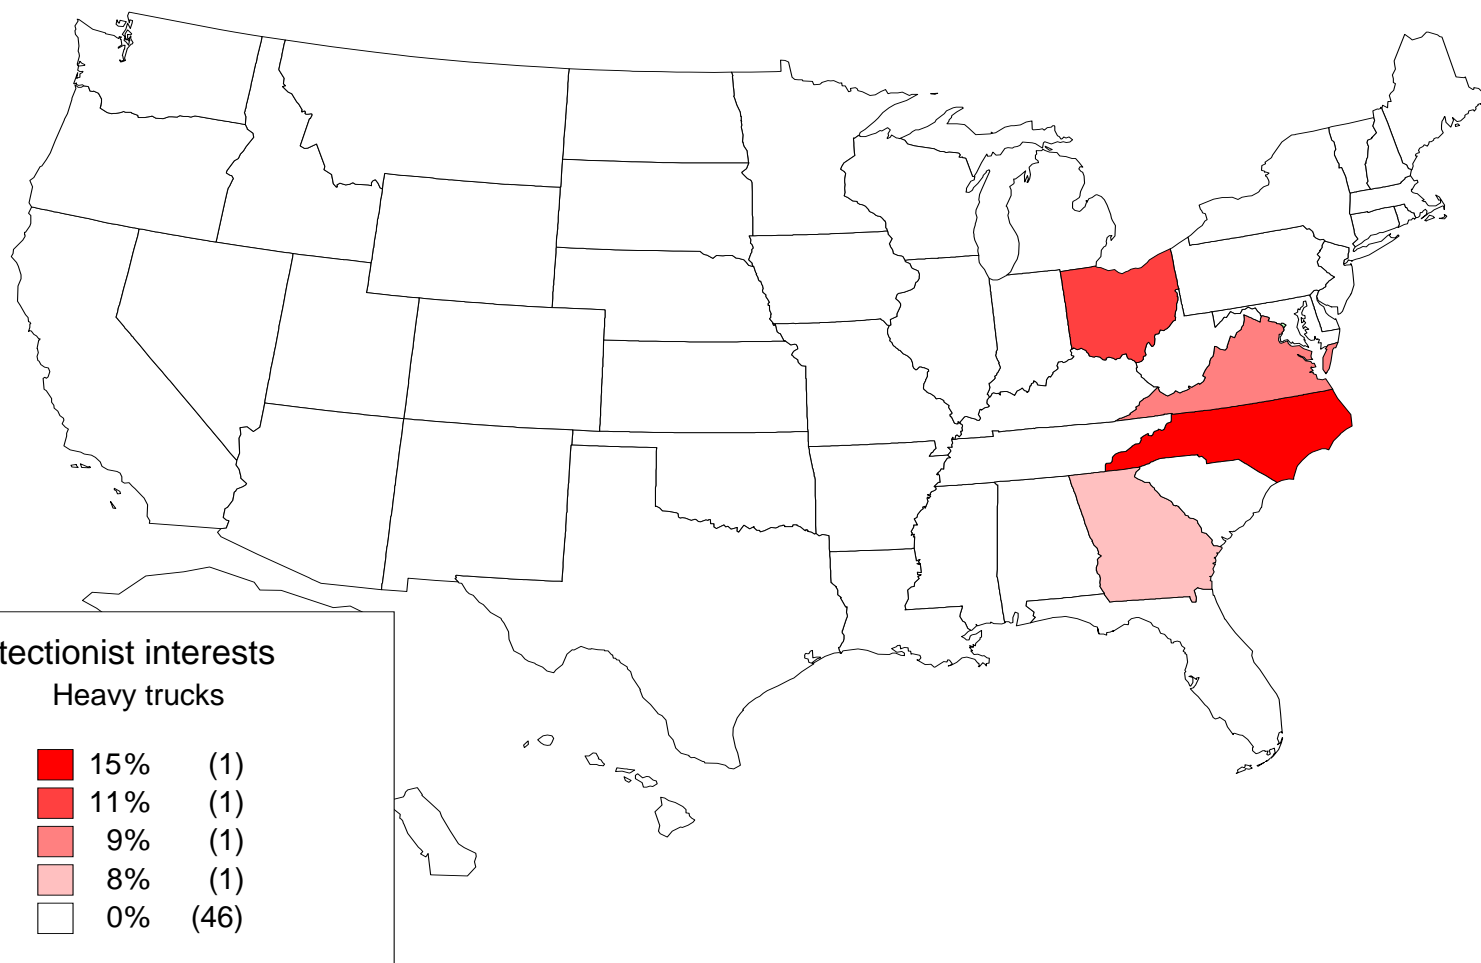 tectionist interests
Heavy trucks
15% (1)
11% (1)
9% (1)
8% (1)
0% (46)